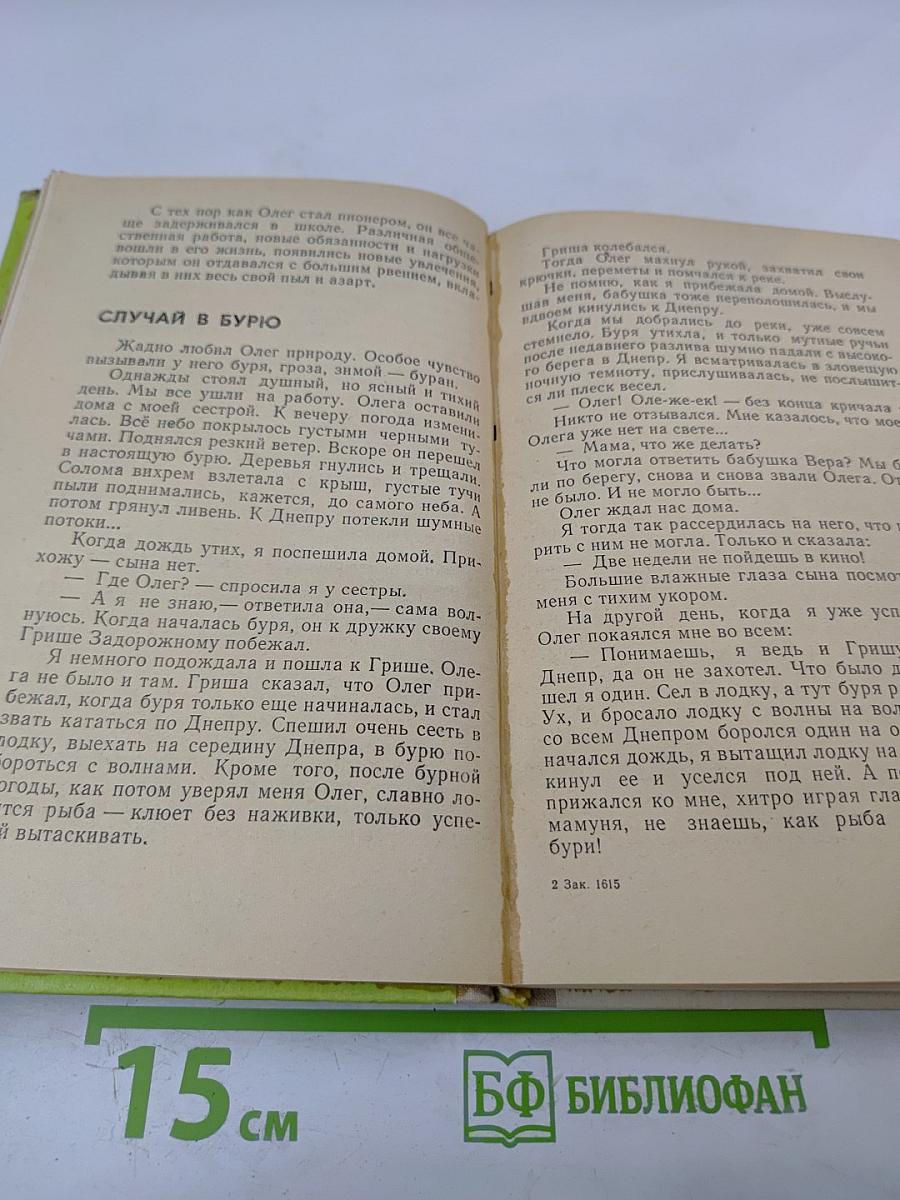 С тех пор как Олег стал пионером, он все ча-
ще задерживался в школе. Различная обще-
ственная работа, новые обязанности и нагрузки
вошли в его жизнь, появились новые увлечения,
которым он отдавался с большим рвением, вкла-
дывая в них весь свой пыл и азарт.
СЛУЧАЙ В БУРЮ
Жадно любил Олег природу. Особое чувство
вызывали у него буря, гроза, зимой — буран.
Однажды стоял душный, но ясный и тихий
день. Мы все ушли на работу. Олега оставили
дома с моей сестрой. К вечеру погода измени-
лась. Всё небо покрылось густыми черными ту-
чами. Поднялся резкий ветер. Вскоре он перешел
в настоящую бурю. Деревья гнулись и трещали.
Солома вихрем взлетала с крыш, густые тучи
пыли поднимались, кажется, до самого неба. А
потом грянул ливень. К Днепру потекли шумные
потоки...
Когда дождь утих, я поспешила домой. При-
хожу — сына нет.
— Где Олег? — спросила я у сестры.
— А я не знаю,— ответила она,— сама вол-
нуюсь. Когда началась буря, он к дружку своему
Грише Задорожному побежал.
Я немного подождала и пошла к Грише. Оле-
га не было и там. Гриша сказал, что Олег при-
бежал, когда буря только еще начиналась, и стал
звать кататься по Днепру. Спешил очень сесть в
лодку, выехать на середину Днепра, в бурю по-
бороться с волнами. Кроме того, после бурной
огоды, как потом уверял меня Олег, славно ло-
тся рыба — клюет без наживки, только успе-
й вытаскивать.
Гриша колебался.
Тогда Олег махнул рукой, захватил свои
крючки, переметы и помчался к реке.
Не помню, как я прибежала домой. Выслу-
шав меня, бабушка тоже переполошилась, и мы
вдвоем кинулись к Днепру.
Когда мы добрались до реки, уже совсем
стемнело. Буря утихла, и только мутные ручьи
после недавнего разлива шумно падали с высоко-
го берега в Днепр. Я всматривалась в зловещую
ночную темноту, прислушивалась, не послышит-
ся ли плеск весел.
— Олег! Оле-же-ек! — без конца кричала
Никто не отзывался. Мне казалось, что мое
Олега уже нет на свете...
— Мама, что же делать?
Что могла ответить бабушка Вера? Мы б
ли по берегу, снова и снова звали Олега. От
не было. И не могло быть...
Олег ждал нас дома.
Я тогда так рассердилась на него, что
рить с ним не могла. Только и сказала:
— Две недели не пойдешь в кино!
Большие влажные глаза сына посмот
меня с тихим укором.
На другой день, когда я уже усп
Олег покаялся мне во всем:
— Понимаешь, я ведь и Гришу
Днепр, да он не захотел. Что было д
шел я один. Сел в лодку, а тут буря р
Ух, и бросало лодку с волны на вол
со всем Днепром боролся один на о
начался дождь, я вытащил лодку на
кинул ее и уселся под ней. А по
прижался ко мне, хитро играя гла
мамуня, не знаешь, как рыба
бури!
2 Зак. 1615
15 см
БФ БИБЛИОФАН